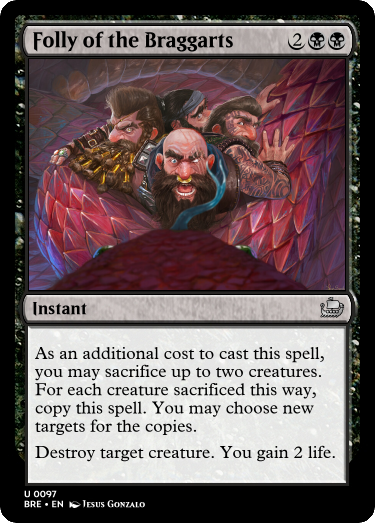 Folly of the Braggarts 2
Instant
As an additional cost to cast this spell,
you may sacrifice up to two creatures.
For each creature sacrificed this way,
copy this spell. You may choose new
targets for the copies.
Destroy target creature. You gain 2 life.
U 0097
BRE • EN Jesus Gonzalo